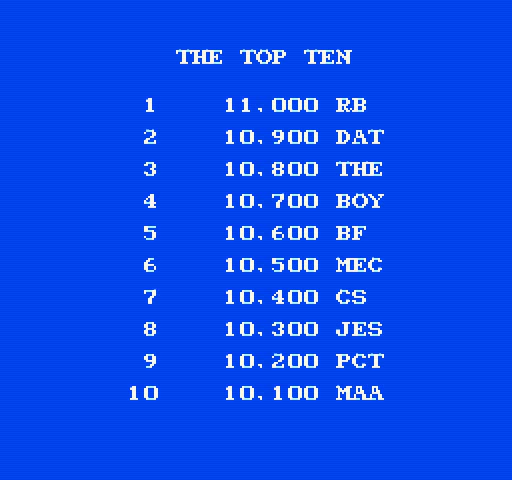 THE TOP TEN
1 11,000 RB
2 10,900 DAT
3 10,800 THE
4 10,700 BOY
5 10,600 BF
6 10,500 MEC
7 10,400 CS
8 10,300 JES
9 10,200 PCT
10 10,100 MAA